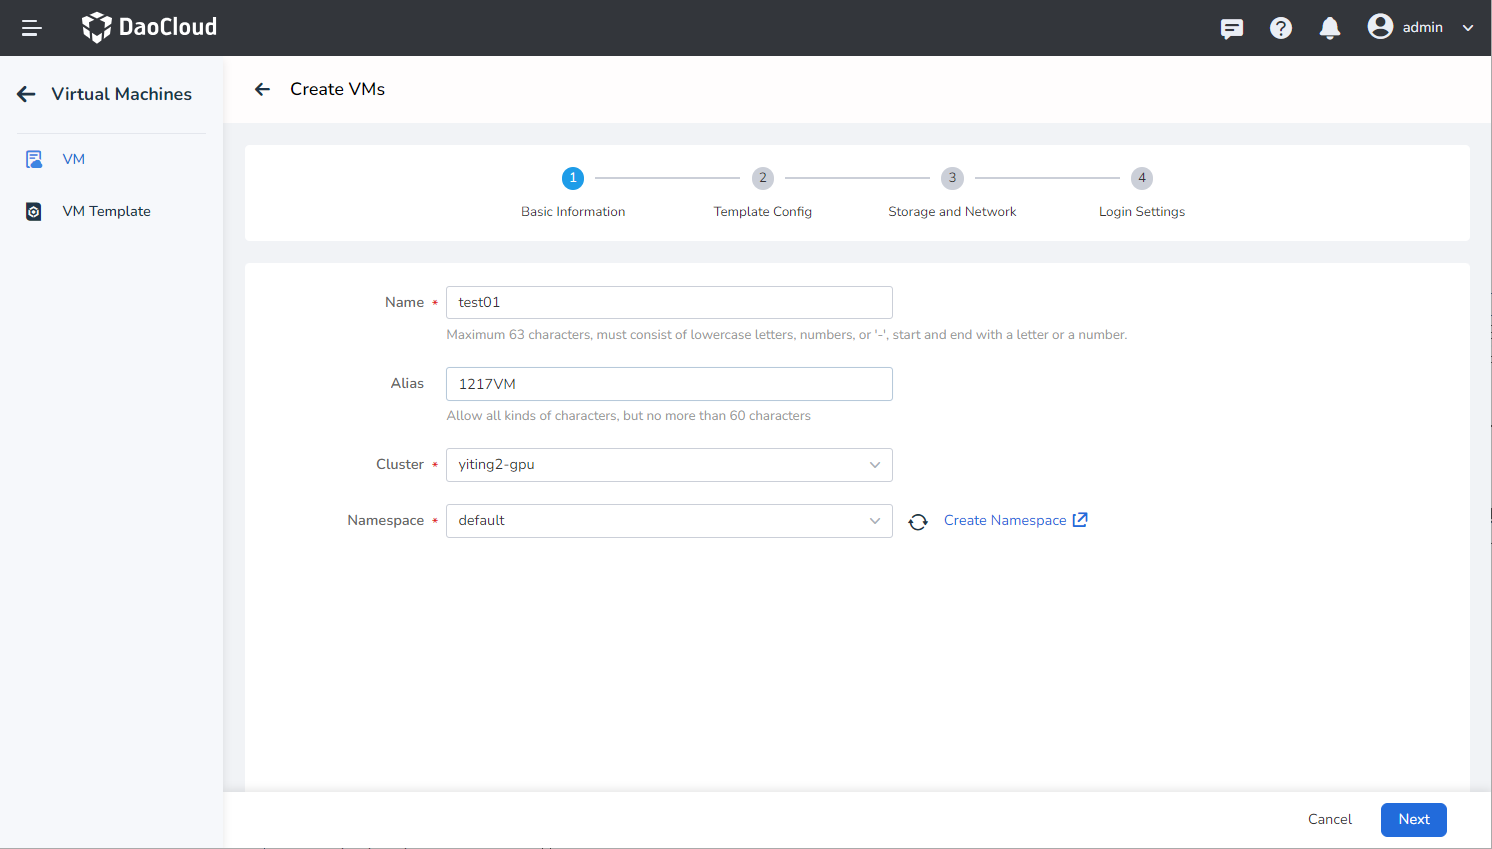 DaoCloud
admin
Virtual Machines
VM
VM Template
Create VMs
1
2
3
4
Basic Information
Template Config
Storage and Network
Login Settings
Name * test01
Maximum 63 characters, must consist of lowercase letters, numbers, or '-', start and end with a letter or a number.
Alias 1217VM
Allow all kinds of characters, but no more than 60 characters
Cluster * yiting2-gpu
Namespace * default
Create Namespace
Cancel
Next